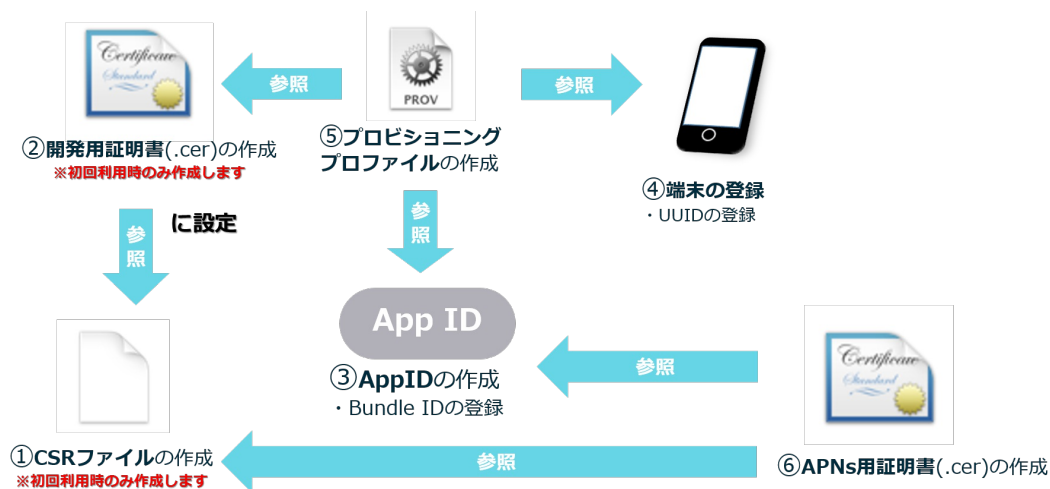 Certificate
Standard
参照
PROV
参照
②開発用証明書(.cer)の作成
※初回利用時のみ作成します
⑤プロビショニング
プロファイルの作成
④端末の登録
・UUIDの登録
参照
に設定
参照
App ID
③AppIDの作成
・Bundle IDの登録
参照
Certificate
Standard
①CSRファイルの作成
※初回利用時のみ作成します
参照
⑥APNs用証明書(.cer)の作成